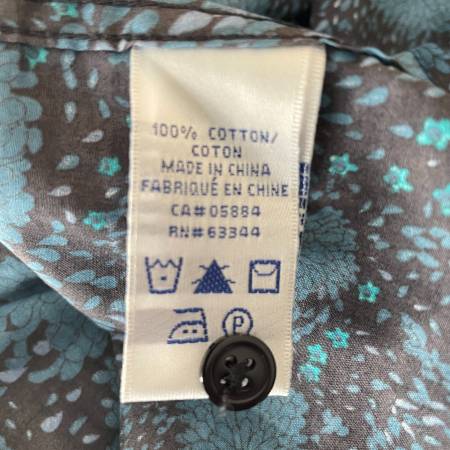 100% COTTON/
COTON
MADE IN CHINA
FABRIQUÉ EN CHINE
CA# 05884
RN# 63344
P